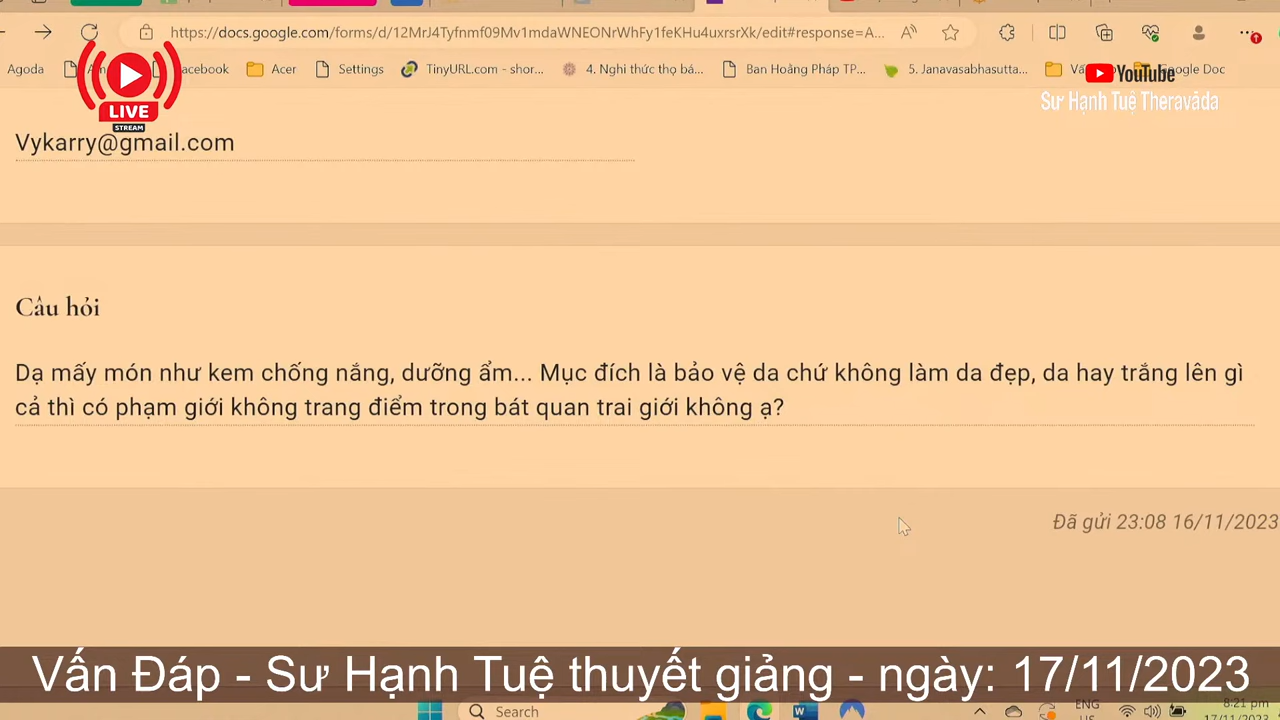 https://docs.google.com/forms/d/12MrJ4Tyfnmf09Mv1mdaWNEONrWhFy1feKHu4uxrsrXk/edit#response=A...
Agoda
acebook
Acer
Settings
TinyURL.com - shor...
4. Nghi thức thọ bá...
Ban Hoằng Pháp TP...
5. Janavasabhasutta...
Google Doc
LIVE
STREAM
YouTube
Sư Hạnh Tuệ Theravāda
Vykarry@gmail.com
Câu hỏi
Dạ mấy món như kem chống nắng, dưỡng ẩm... Mục đích là bảo vệ da chứ không làm da đẹp, da hay trắng lên gì
cả thì có phạm giới không trang điểm trong bát quan trai giới không ạ?
Đã gửi 23:08 16/11/2023
Vấn Đáp - Sư Hạnh Tuệ thuyết giảng - ngày: 17/11/2023
Search
ENG
8:21 pm